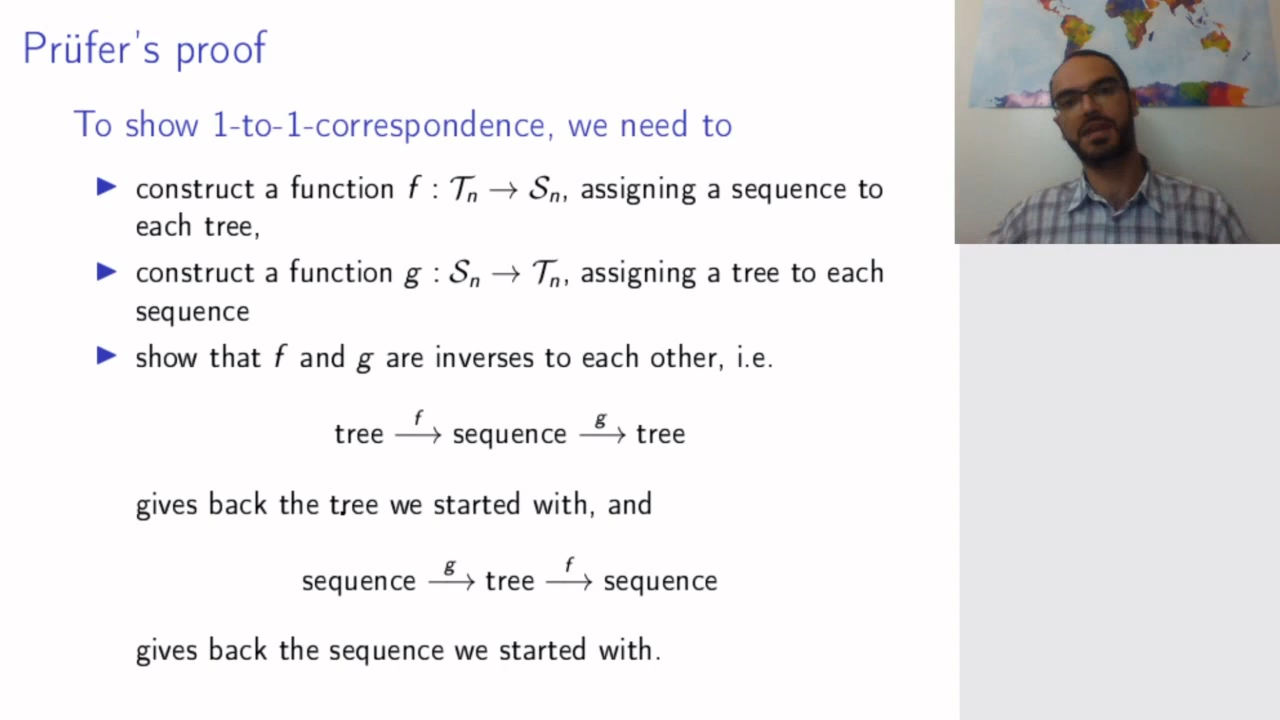 Prüfer's proof
To show 1-to-1-correspondence, we need to
▶ construct a function f : 𝒯ₙ → 𝒮ₙ, assigning a sequence to
each tree,
▶ construct a function g : 𝒮ₙ → 𝒯ₙ, assigning a tree to each
sequence
▶ show that f and g are inverses to each other, i.e.
tree —f→ sequence —g→ tree
gives back the tree we started with, and
sequence —g→ tree —f→ sequence
gives back the sequence we started with.